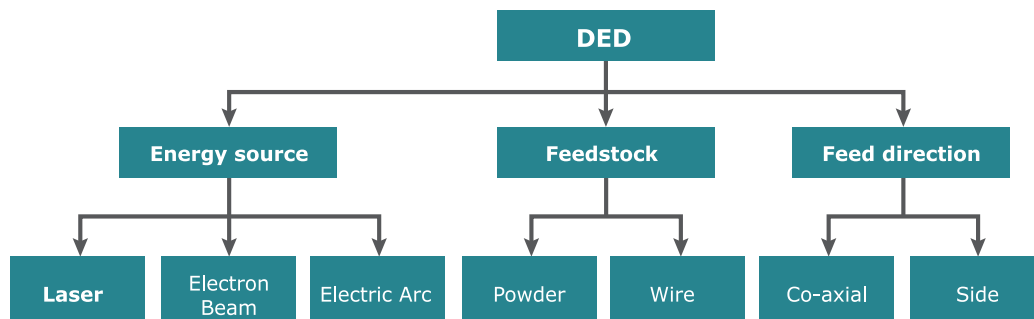 DED
Energy source
Feedstock
Feed direction
Laser
Electron
Beam
Electric Arc
Powder
Wire
Co-axial
Side